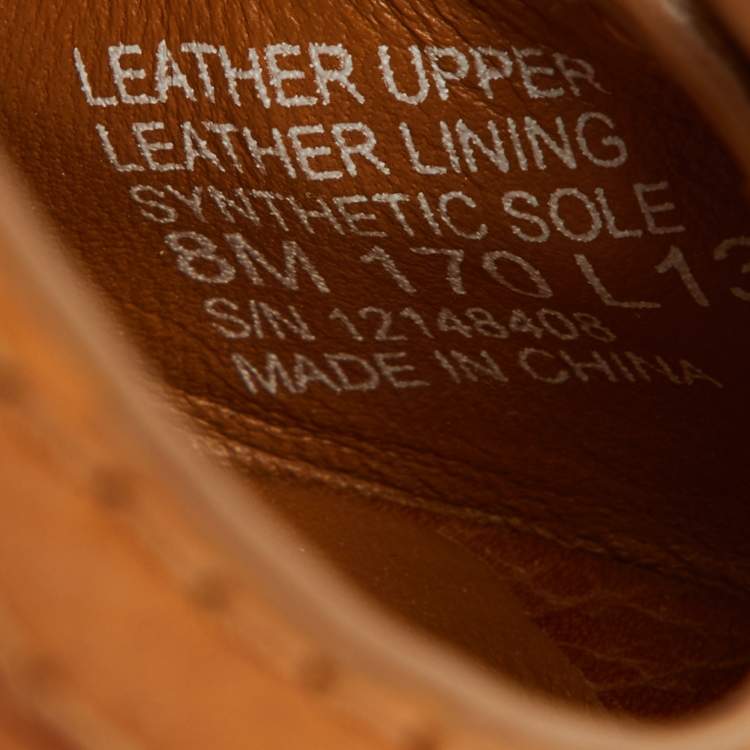 LEATHER UPPER
LEATHER LINING
SYNTHETIC SOLE
8M 170 L13
S/N 12148408
MADE IN CHINA